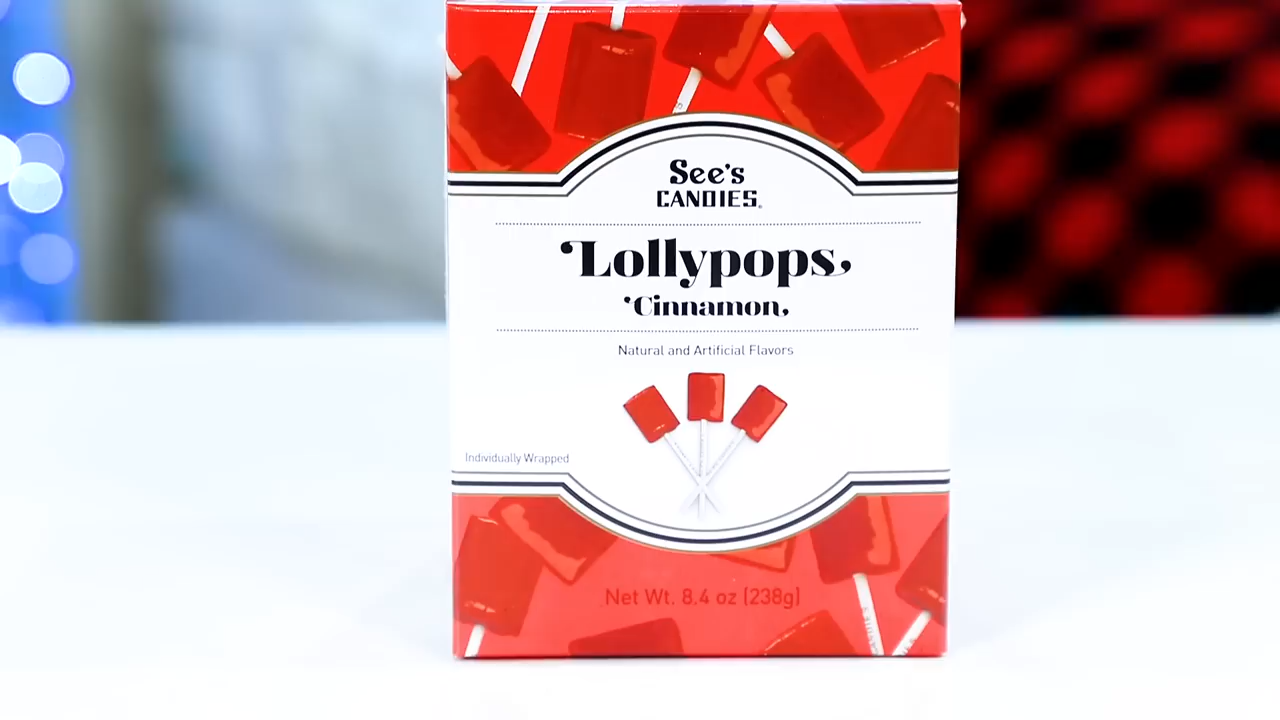 See's
CANDIES®
Lollypops
Cinnamon
Natural and Artificial Flavors
Individually Wrapped
Net Wt. 8.4 oz (238g)